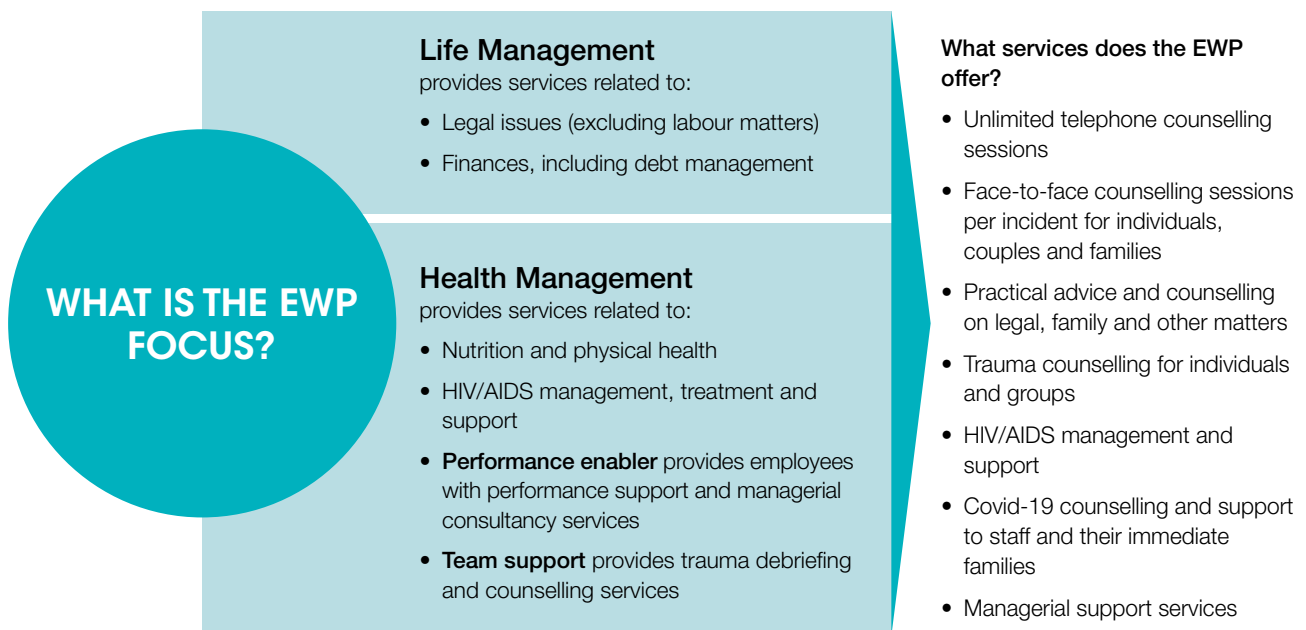 WHAT IS THE EWP
FOCUS?
Life Management
provides services related to:
• Legal issues (excluding labour matters)
• Finances, including debt management
Health Management
provides services related to:
• Nutrition and physical health
• HIV/AIDS management, treatment and
support
• Performance enabler provides employees
with performance support and managerial
consultancy services
• Team support provides trauma debriefing
and counselling services
What services does the EWP
offer?
• Unlimited telephone counselling
sessions
• Face-to-face counselling sessions
per incident for individuals,
couples and families
• Practical advice and counselling
on legal, family and other matters
• Trauma counselling for individuals
and groups
• HIV/AIDS management and
support
• Covid-19 counselling and support
to staff and their immediate
families
• Managerial support services